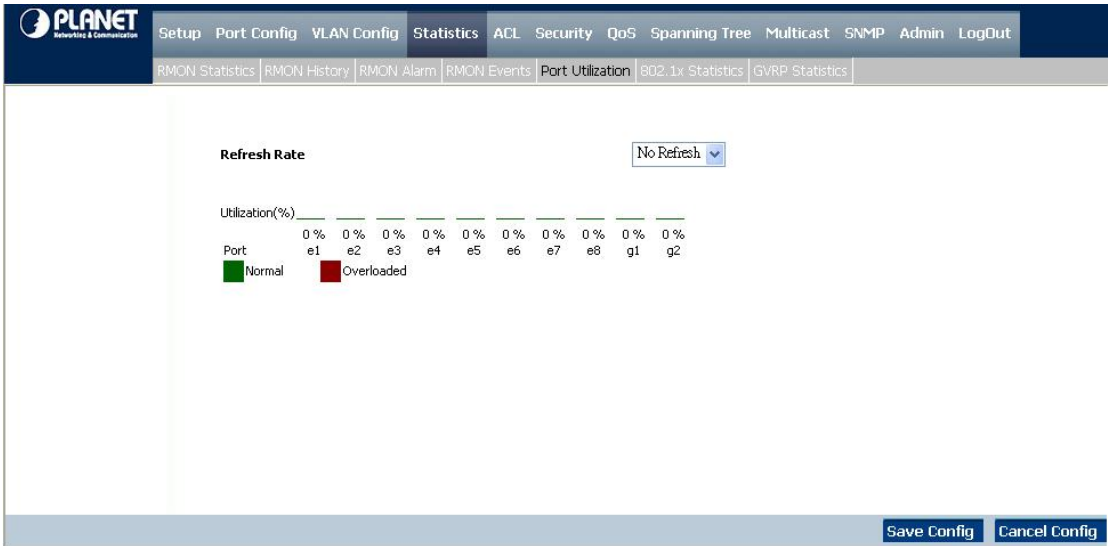 PLANET
Networking & Communication
Setup Port Config VLAN Config Statistics ACL Security QoS Spanning Tree Multicast SNMP Admin LogOut
RMON Statistics RMON History RMON Alarm RMON Events Port Utilization 802.1x Statistics GVRP Statistics
Refresh Rate No Refresh
Utilization(%)
0 % 0 % 0 % 0 % 0 % 0 % 0 % 0 % 0 % 0 %
Port e1 e2 e3 e4 e5 e6 e7 e8 g1 g2
Normal Overloaded
Save Config Cancel Config